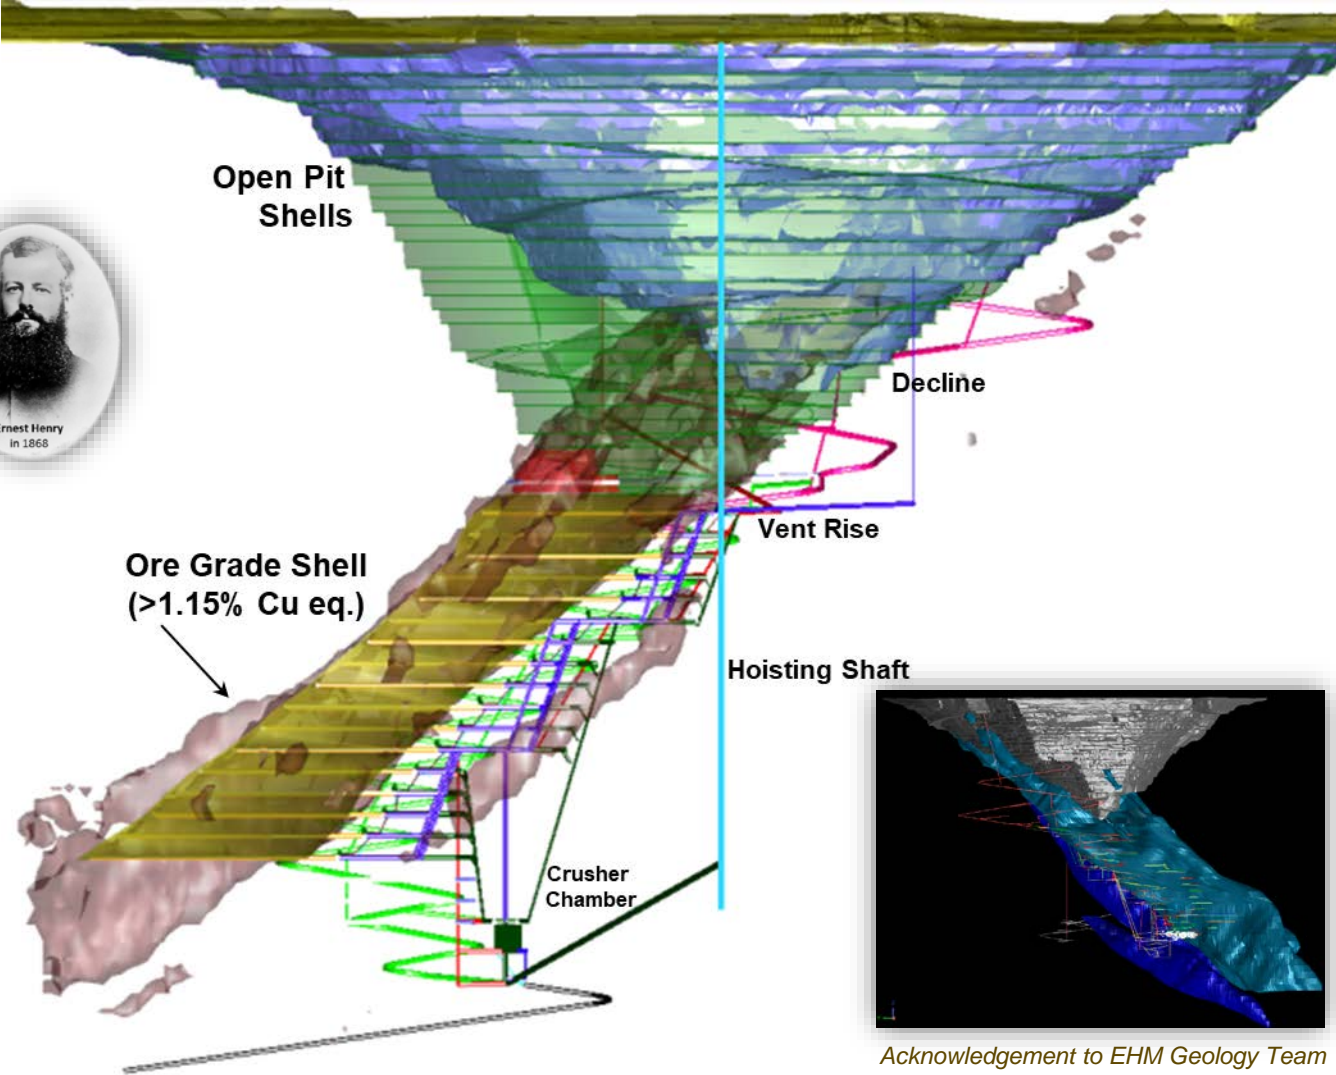 Open Pit
Shells
Ernest Henry
in 1868
Decline
Vent Rise
Ore Grade Shell
(>1.15% Cu eq.)
Hoisting Shaft
Crusher
Chamber
Acknowledgement to EHM Geology Team